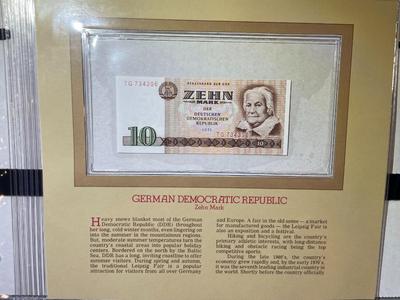 STAATSBANK DER DDR
TG 734206
ZEHN
MARK
DER
DEUTSCHEN
DEMOKRATISCHEN
REPUBLIK
1971
10
TG 734206
10
GERMAN DEMOCRATIC REPUBLIC
Zehn Mark
Heavy snows blanket most of the German
Democratic Republic (DDR) throughout
her long, cold winter months, even lingering on
into the summer in the mountainous regions.
But, moderate summer temperatures turn the
country's coastal areas into popular holiday
centers. Bordered on the north by the Baltic
Sea, DDR has a long, inviting coastline to offer
summer visitors. During spring and autumn,
the traditional Leipzig Fair is a popular
attraction for visitors from all over Germany
and Europe. A fair in the old sense — a market
for manufactured goods — the Leipzig Fair is
also an exposition and a festival.
Hiking and bicycling are the country's
primary athletic interests, with long-distance
hiking and obstacle racing being the top
competitive sports.
During the late 1960's, the country's
economy grew rapidly and, by the early 1970's
it was the seventh leading industrial country in
the world. Shortly before the country officially